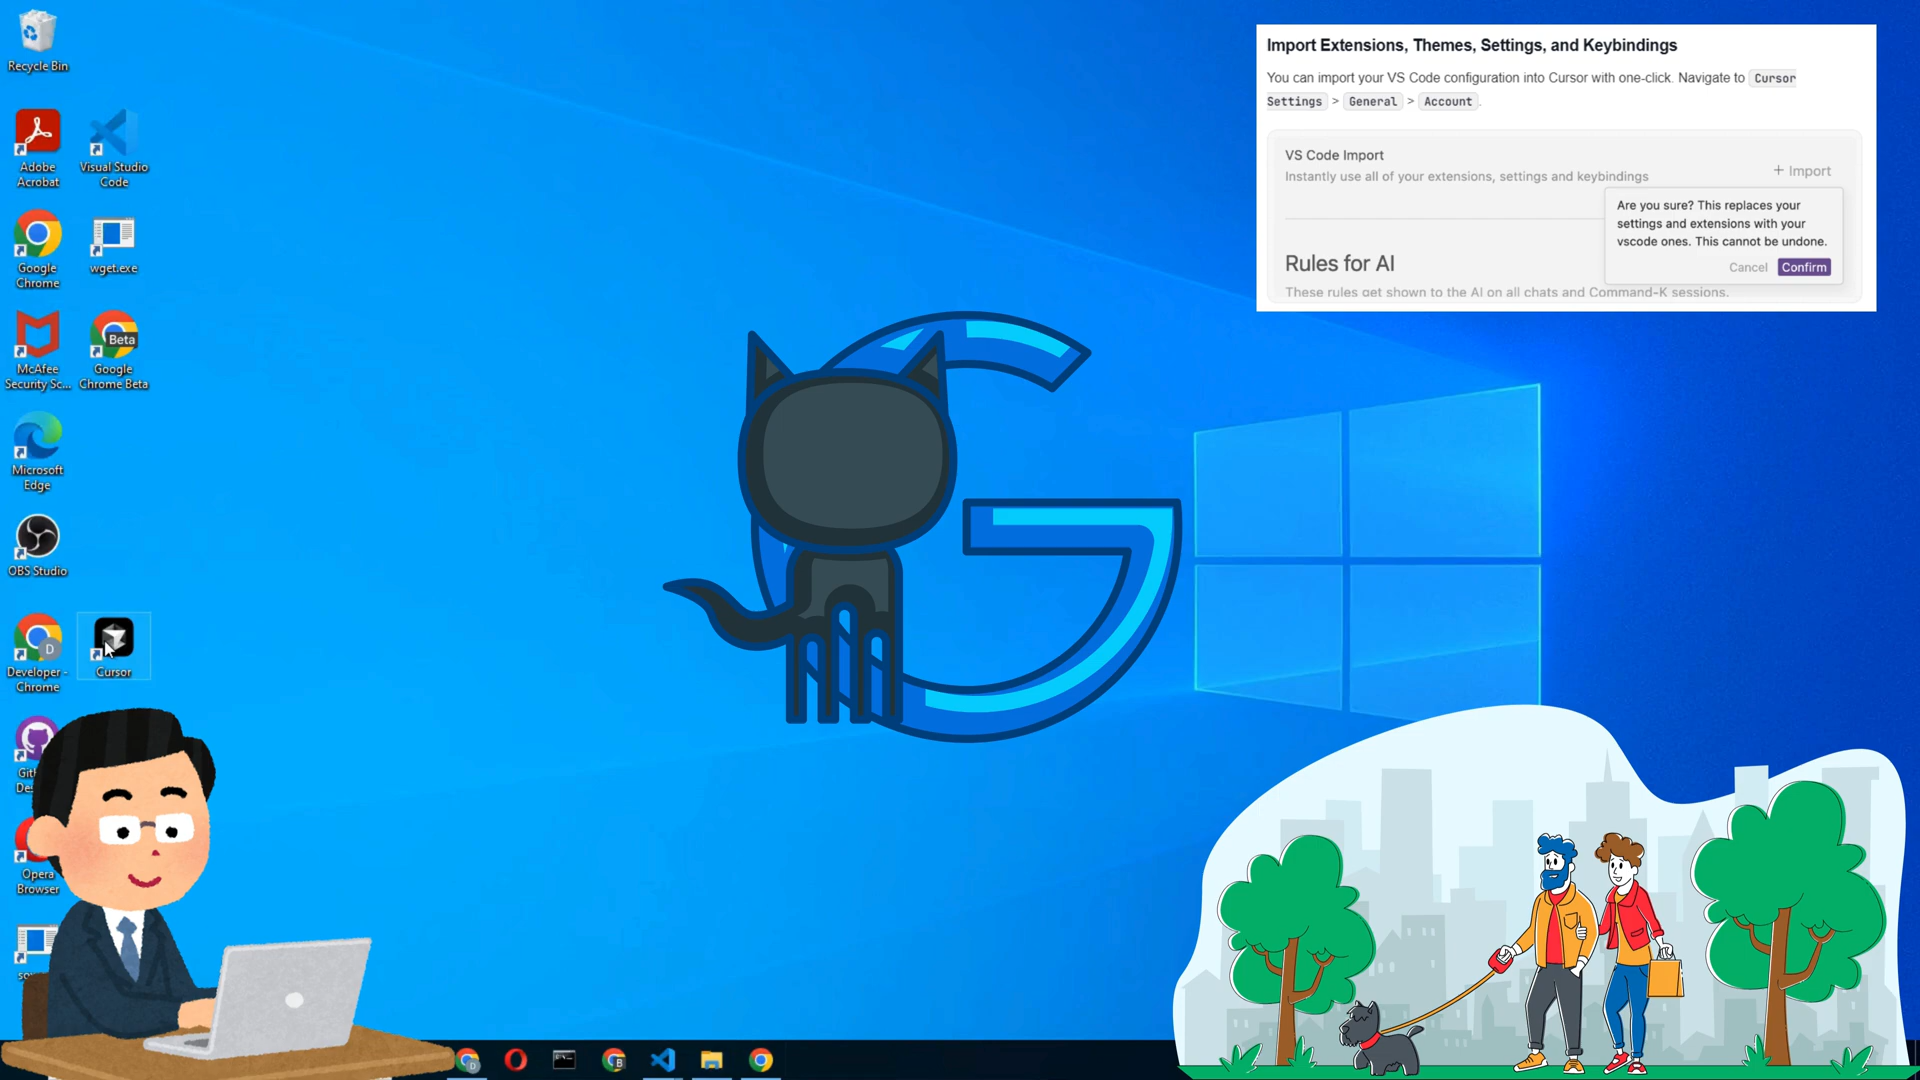 Recycle Bin
Adobe
Acrobat
Visual Studio
Code
Google
Chrome
wget.exe
McAfee
Security Sc...
Beta
Google
Chrome Beta
Microsoft
Edge
OBS Studio
D
Developer -
Chrome
Cursor
Opera
Browser
Import Extensions, Themes, Settings, and Keybindings
You can import your VS Code configuration into Cursor with one-click. Navigate to Cursor
Settings > General > Account.
VS Code Import
Instantly use all of your extensions, settings and keybindings
+ Import
Are you sure? This replaces your
settings and extensions with your
vscode ones. This cannot be undone.
Cancel Confirm
Rules for AI
These rules get shown to the AI on all chats and Command-K sessions.